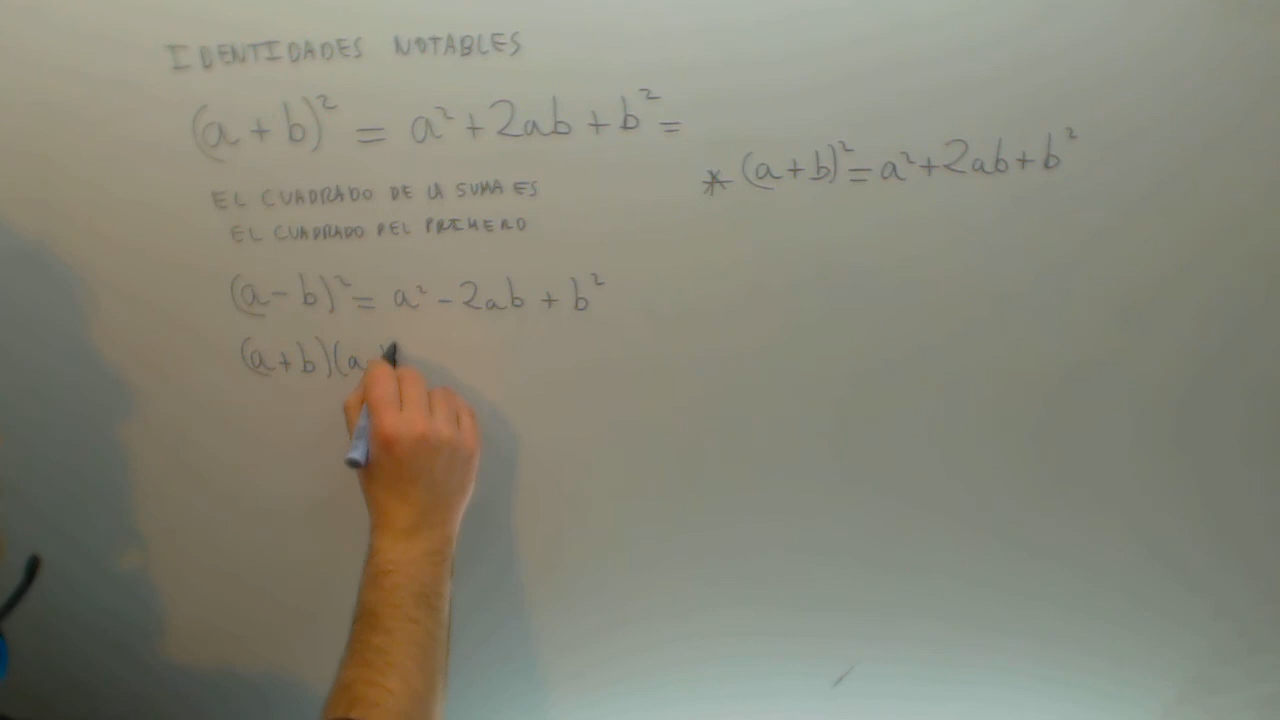 IDENTIDADES NOTABLES
(a+b)² = a² + 2ab + b² =
* (a+b)² = a² + 2ab + b²
EL CUADRADO DE LA SUMA ES
EL CUADRADO DEL PRIMERO
(a-b)² = a² - 2ab + b²
(a+b)(a